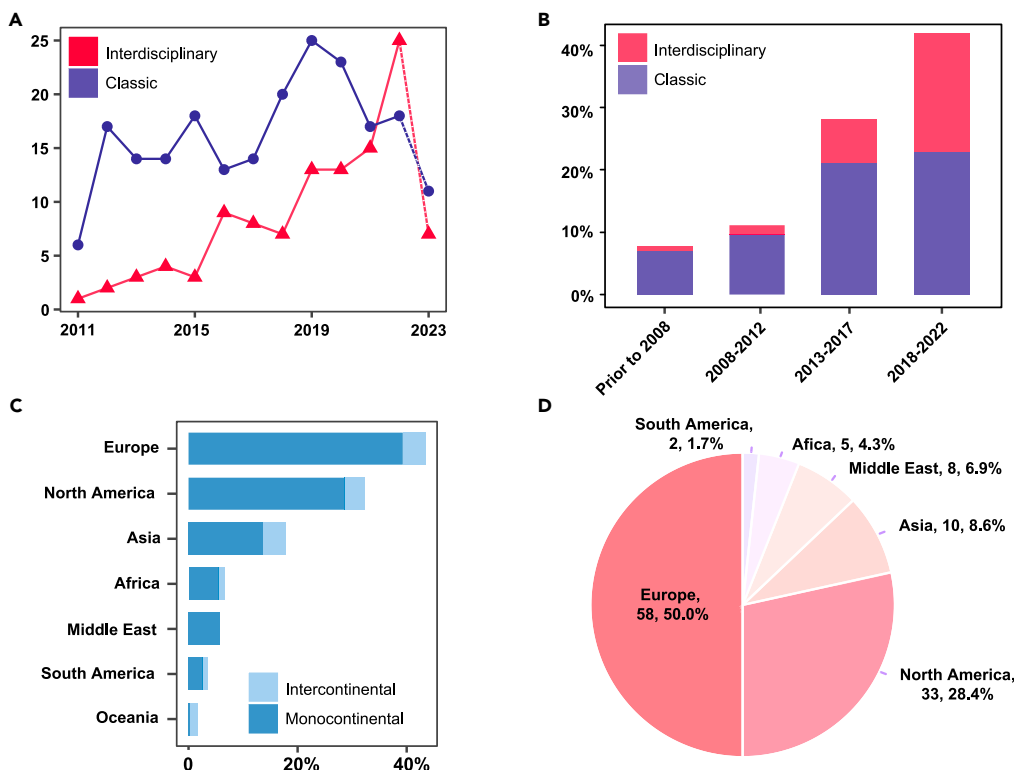 A
25
20
15
10
5
0
Interdisciplinary
Classic
2011
2015
2019
2023
B
40%
30%
20%
10%
0%
Interdisciplinary
Classic
Prior to 2008
2008-2012
2013-2017
2018-2022
C
Europe
North America
Asia
Africa
Middle East
South America
Oceania
Intercontinental
Monocontinental
0
20%
40%
D
South America,
2, 1.7%
Afica, 5, 4.3%
Middle East, 8, 6.9%
Asia, 10, 8.6%
Europe,
58, 50.0%
North America,
33, 28.4%